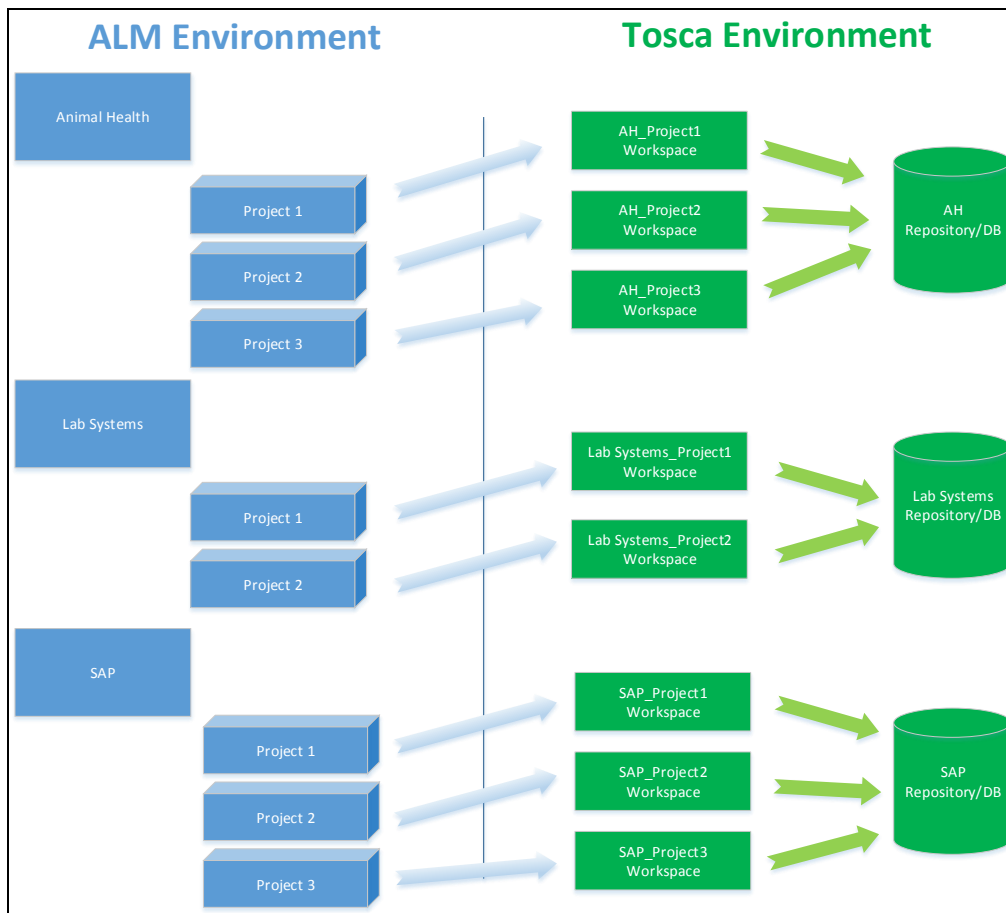 ALM Environment
Tosca Environment
Animal Health
Project 1
Project 2
Project 3
AH_Project1
Workspace
AH_Project2
Workspace
AH_Project3
Workspace
AH
Repository/DB
Lab Systems
Project 1
Project 2
Lab Systems_Project1
Workspace
Lab Systems_Project2
Workspace
Lab Systems
Repository/DB
SAP
Project 1
Project 2
Project 3
SAP_Project1
Workspace
SAP_Project2
Workspace
SAP_Project3
Workspace
SAP
Repository/DB